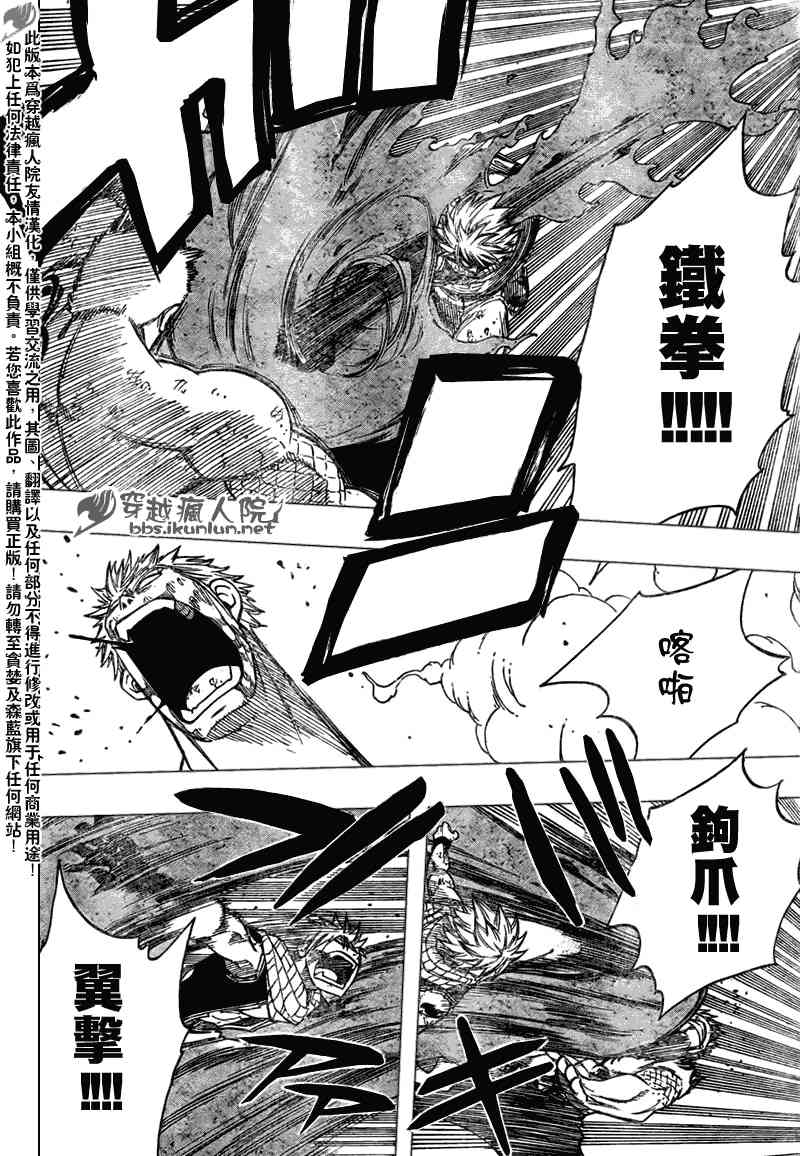 鐵拳!!!!!
喀啪
鉤爪!!!!
翼擊!!!!
穿越瘋人院
bbs.ikunlun.net
此版本爲穿越瘋人院友情漢化，僅供學習交流之用，其圖、翻譯以及任何部分不得進行修改或用于任何商業用途！
如犯上任何法律責任。本小組概不負責。若您喜歡此作品，請購買正版！請勿轉至貪婪及森藍旗下任何網站！